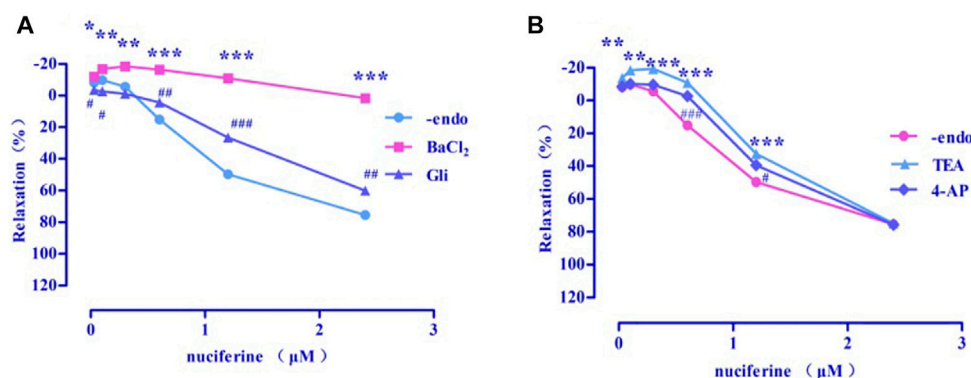 A
* ** ** *** *** ***
-20
0
20
40
60
80
100
120
Relaxation (%)
# # ## ### ##
-endo
BaCl₂
Gli
0 1 2 3
nuciferine （μM）
B
** ** *** *** ***
-20
0
20
40
60
80
100
120
Relaxation (%)
### #
-endo
TEA
4-AP
0 1 2 3
nuciferine （μM）